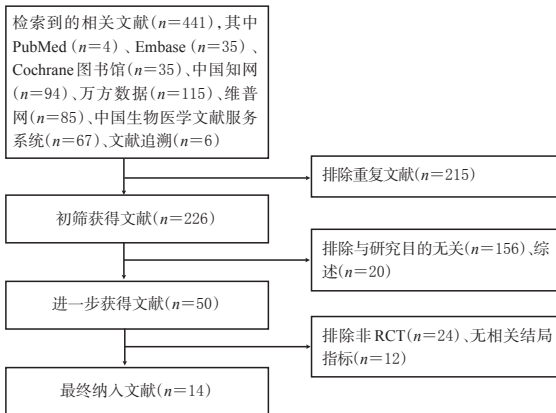 检索到的相关文献(n=441),其中
PubMed(n=4)、Embase(n=35)、
Cochrane图书馆(n=35)、中国知网
(n=94)、万方数据(n=115)、维普
网(n=85)、中国生物医学文献服务
系统(n=67)、文献追溯(n=6)
排除重复文献(n=215)
初筛获得文献(n=226)
排除与研究目的无关(n=156)、综
述(n=20)
进一步获得文献(n=50)
排除非RCT(n=24)、无相关结局
指标(n=12)
最终纳入文献(n=14)